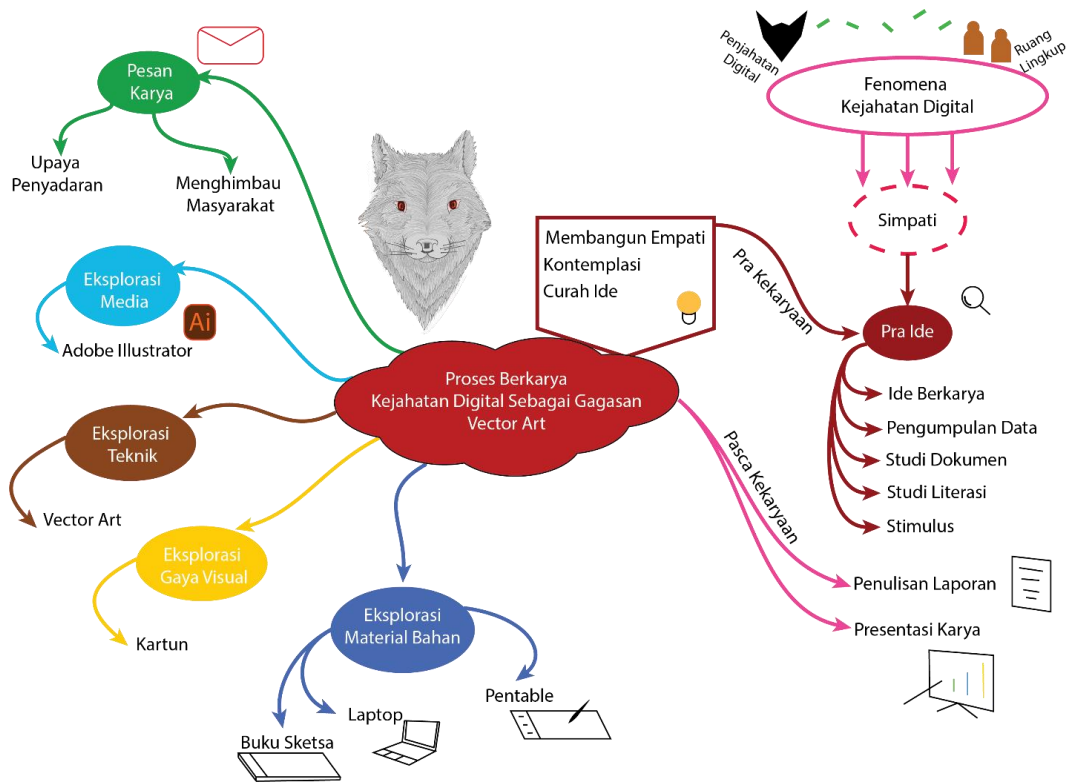 Pesan
Karya
Upaya
Penyadaran
Menghimbau
Masyarakat
Penjahatan
Digital
Ruang
Lingkup
Fenomena
Kejahatan Digital
Simpati
Membangun Empati
Kontemplasi
Curah Ide
Pra Kekaryaan
Pra Ide
Ide Berkarya
Pengumpulan Data
Studi Dokumen
Studi Literasi
Stimulus
Eksplorasi
Media
Ai
Adobe Illustrator
Proses Berkarya
Kejahatan Digital Sebagai Gagasan
Vector Art
Eksplorasi
Teknik
Vector Art
Eksplorasi
Gaya Visual
Kartun
Eksplorasi
Material Bahan
Buku Sketsa
Laptop
Pentable
Pasca Kekaryaan
Penulisan Laporan
Presentasi Karya